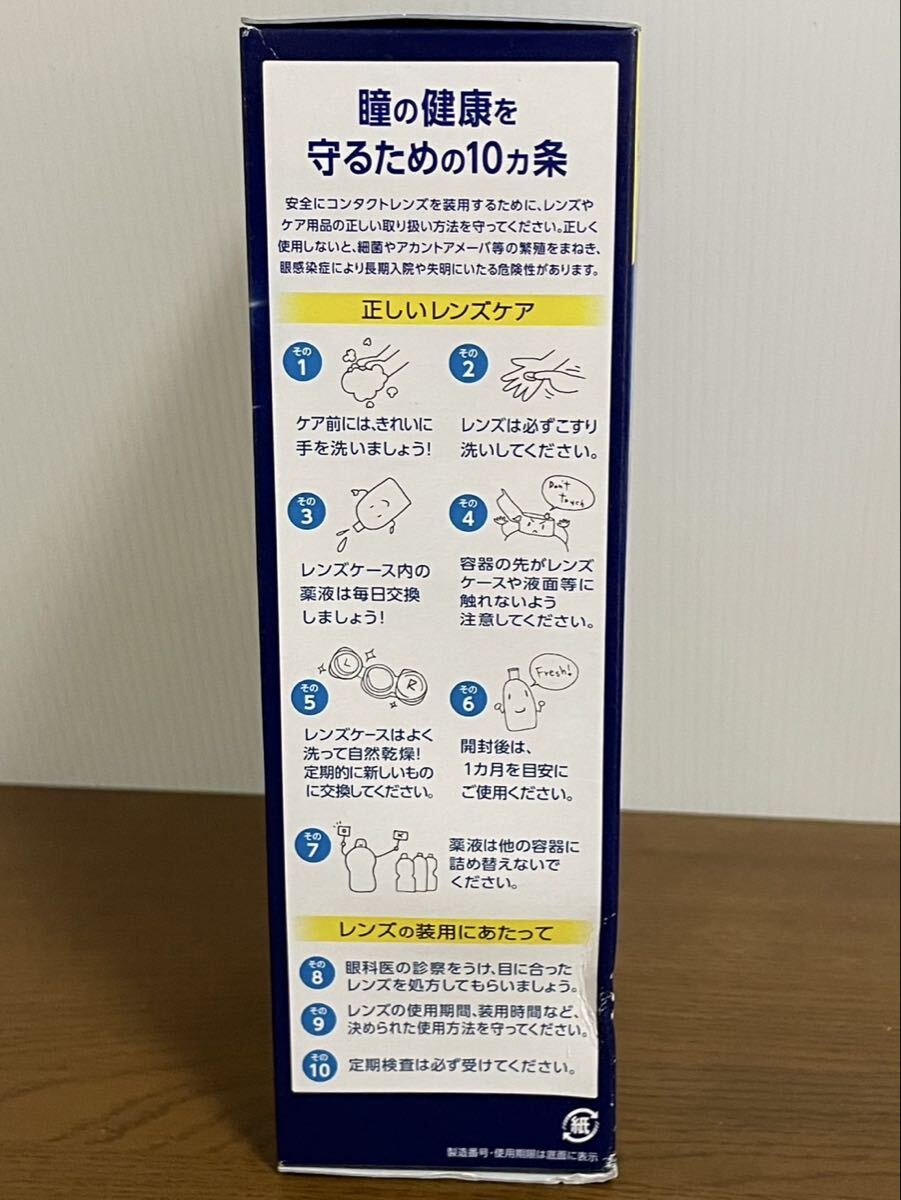 瞳の健康を
守るための10カ条
安全にコンタクトレンズを装用するために、レンズや
ケア用品の正しい取り扱い方法を守ってください。正しく
使用しないと、細菌やアカントアメーバ等の繁殖をまねき、
眼感染症により長期入院や失明にいたる危険性があります。
正しいレンズケア
その
1
ケア前には、きれいに
手を洗いましょう!
その
2
レンズは必ずこすり
洗いしてください。
その
3
レンズケース内の
薬液は毎日交換
しましょう!
その
4
Don't
touch
容器の先がレンズ
ケースや液面等に
触れないよう
注意してください。
その
5
L
R
レンズケースはよく
洗って自然乾燥!
定期的に新しいもの
に交換してください。
その
6
Fresh!
開封後は、
1カ月を目安に
ご使用ください。
その
7
薬液は他の容器に
詰め替えないで
ください。
レンズの装用にあたって
その
8
眼科医の診察をうけ、目に合った
レンズを処方してもらいましょう。
その
9
レンズの使用期間、装用時間など、
決められた使用方法を守ってください。
その
10
定期検査は必ず受けてください。
紙
製造番号・使用期限は底面に表示